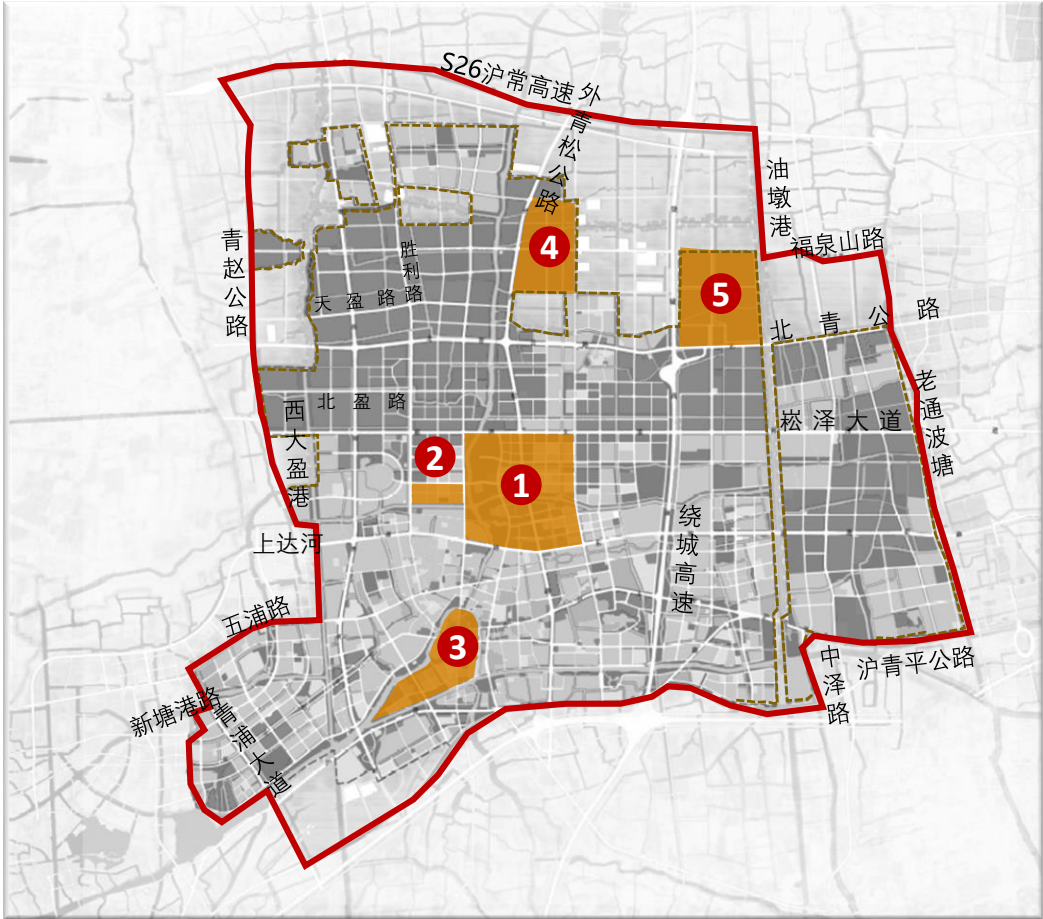 S26沪常高速
外青松公路
油墩港
福泉山路
青赵公路
胜利路
天盈路
北青公路
老通波塘
北盈路
崧泽大道
西大盈港
上达河
绕城高速
五浦路
新塘港路
青浦大道
中泽路
沪青平公路
4
5
2
1
3